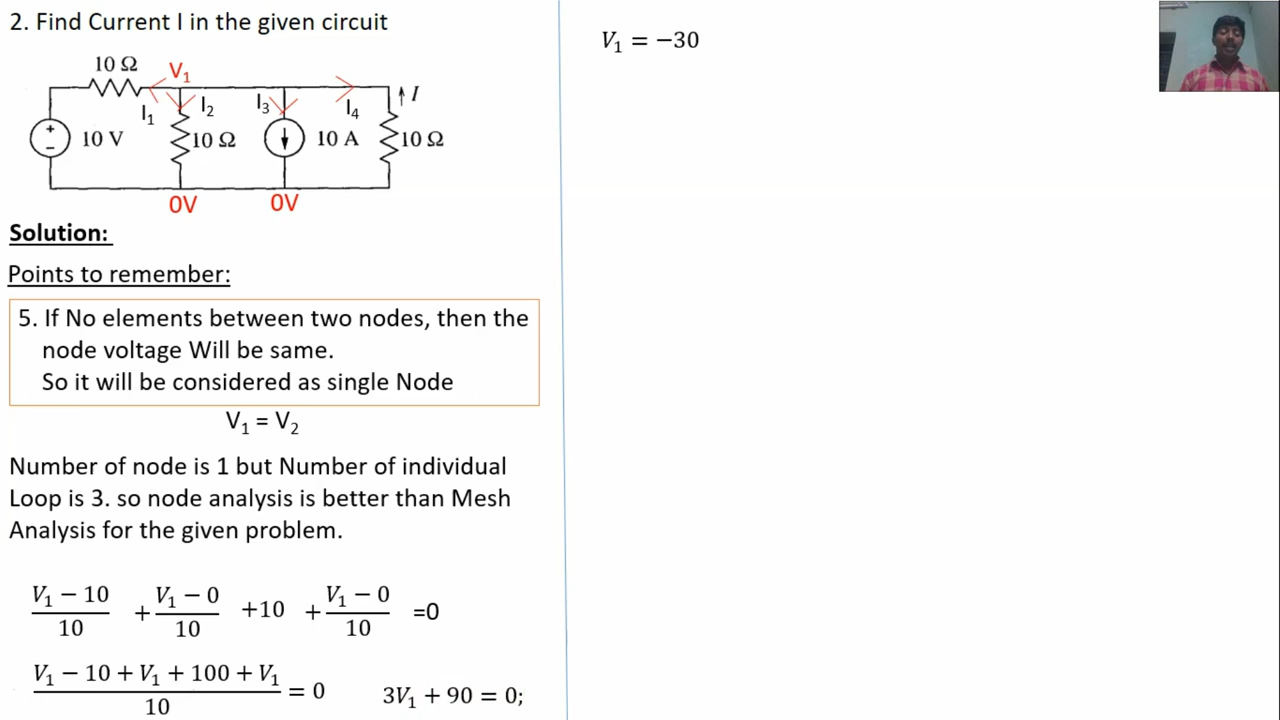 2. Find Current I in the given circuit
10 Ω
V₁
I₁
I₂
I₃
I₄
I
+
−
10 V
10 Ω
10 A
10 Ω
0V
0V
Solution:
Points to remember:
5. If No elements between two nodes, then the
node voltage Will be same.
So it will be considered as single Node
V₁ = V₂
Number of node is 1 but Number of individual
Loop is 3. so node analysis is better than Mesh
Analysis for the given problem.
(V₁ − 10)/10 + (V₁ − 0)/10 +10 + (V₁ − 0)/10 =0
(V₁ − 10 + V₁ + 100 + V₁)/10 = 0 3V₁ + 90 = 0;
V₁ = −30